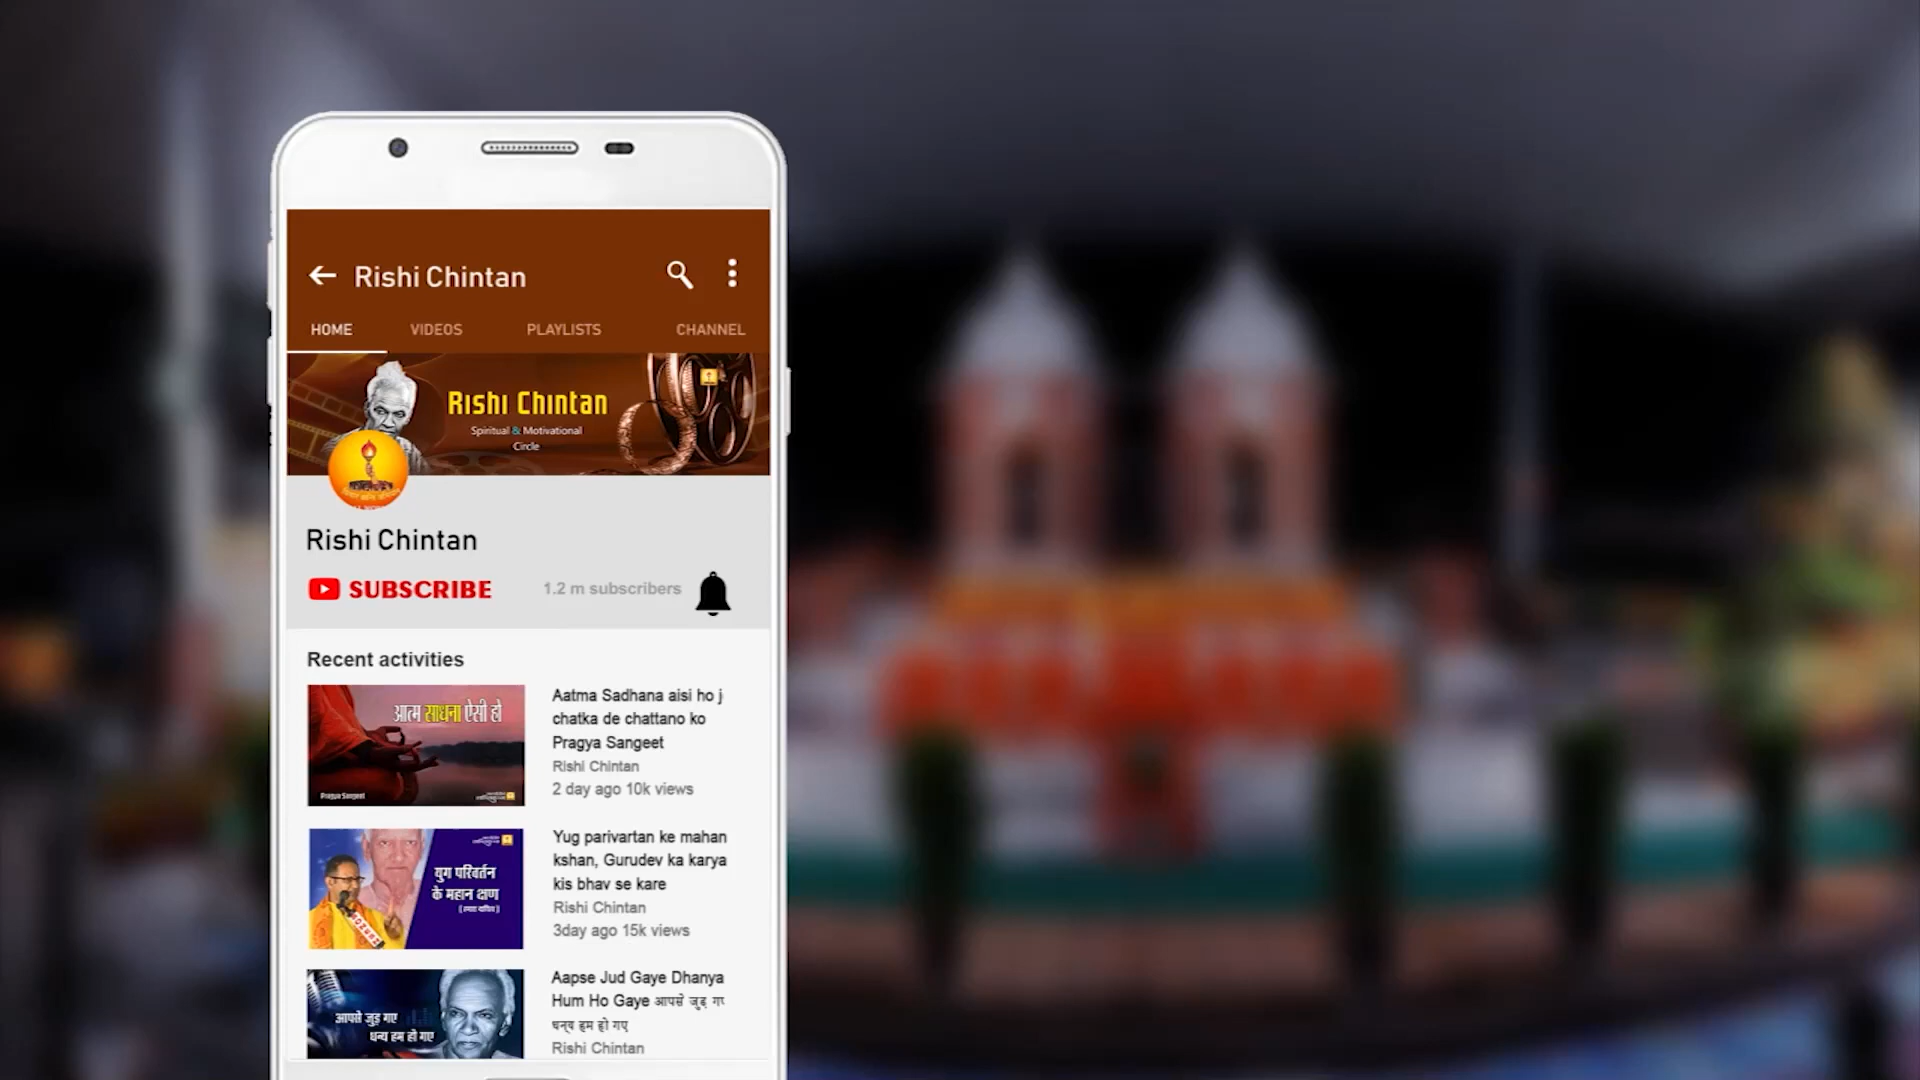 Rishi Chintan
HOME VIDEOS PLAYLISTS CHANNEL
Rishi Chintan
Spiritual & Motivational
Circle
Rishi Chintan
SUBSCRIBE 1.2 m subscribers
Recent activities
आत्म साधना ऐसी हो
Pragya Sangeet
Aatma Sadhana aisi ho j
chatka de chattano ko
Pragya Sangeet
Rishi Chintan
2 day ago 10k views
युग परिवर्तन
के महान क्षण
Yug parivartan ke mahan
kshan, Gurudev ka karya
kis bhav se kare
Rishi Chintan
3day ago 15k views
आपसे जुड़ गए
धन्य हम हो गए
Aapse Jud Gaye Dhanya
Hum Ho Gaye आपसे जुड़ गए
धन्य हम हो गए
Rishi Chintan